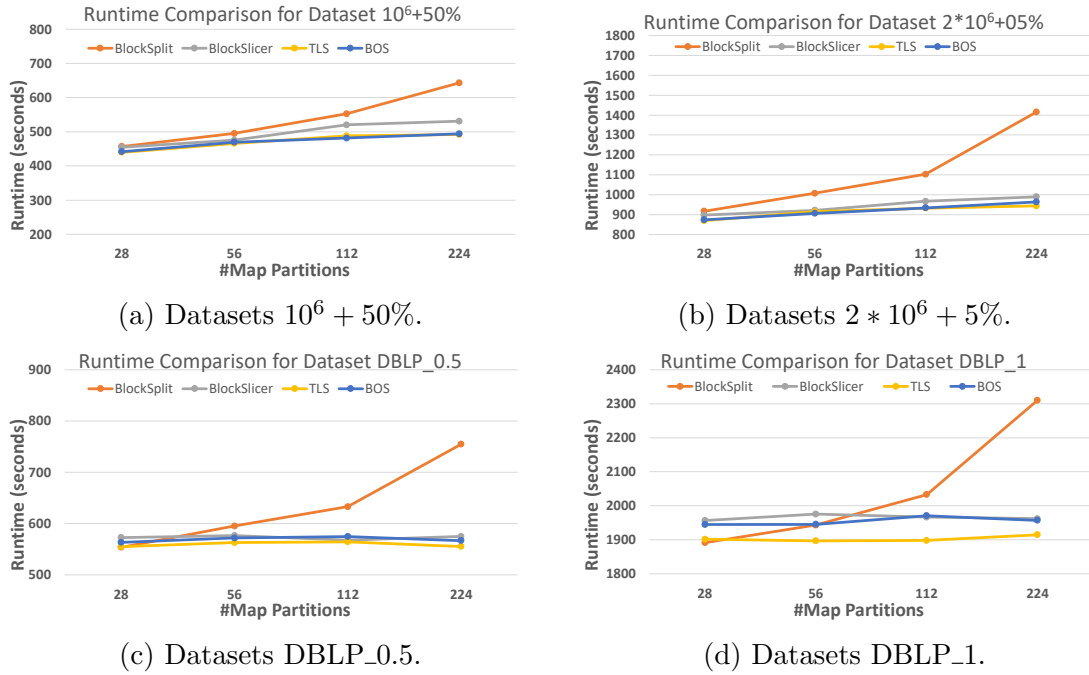 Runtime Comparison for Dataset 10⁶+50%
BlockSplit BlockSlicer TLS BOS
Runtime (seconds)
800
700
600
500
400
300
200
28 56 112 224
#Map Partitions
(a) Datasets 10⁶ + 50%.
Runtime Comparison for Dataset 2*10⁶+05%
BlockSplit BlockSlicer TLS BOS
Runtime (seconds)
1800
1700
1600
1500
1400
1300
1200
1100
1000
900
800
28 56 112 224
#Map Partitions
(b) Datasets 2 * 10⁶ + 5%.
Runtime Comparison for Dataset DBLP_0.5
BlockSplit BlockSlicer TLS BOS
Runtime (seconds)
900
800
700
600
500
28 56 112 224
#Map Partitions
(c) Datasets DBLP_0.5.
Runtime Comparison for Dataset DBLP_1
BlockSplit BlockSlicer TLS BOS
Runtime (seconds)
2400
2300
2200
2100
2000
1900
1800
28 56 112 224
#Map Partitions
(d) Datasets DBLP_1.